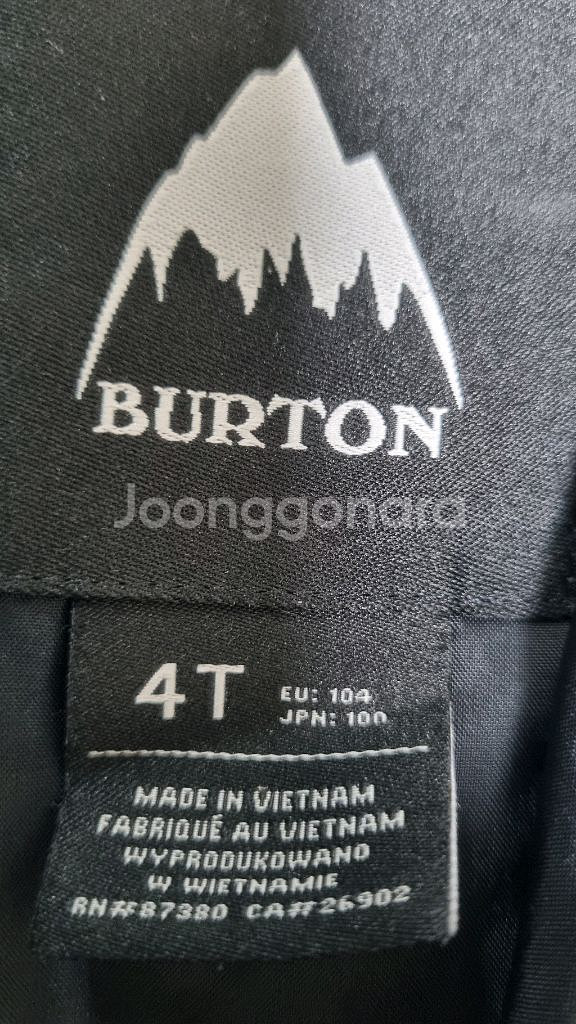 BURTON
Joonggonara
4T
EU: 104
JPN: 100
MADE IN VIETNAM
FABRIQUÉ AU VIETNAM
WYPRODUKOWANO
W WIETNAMIE
RN#87380 CA#26902